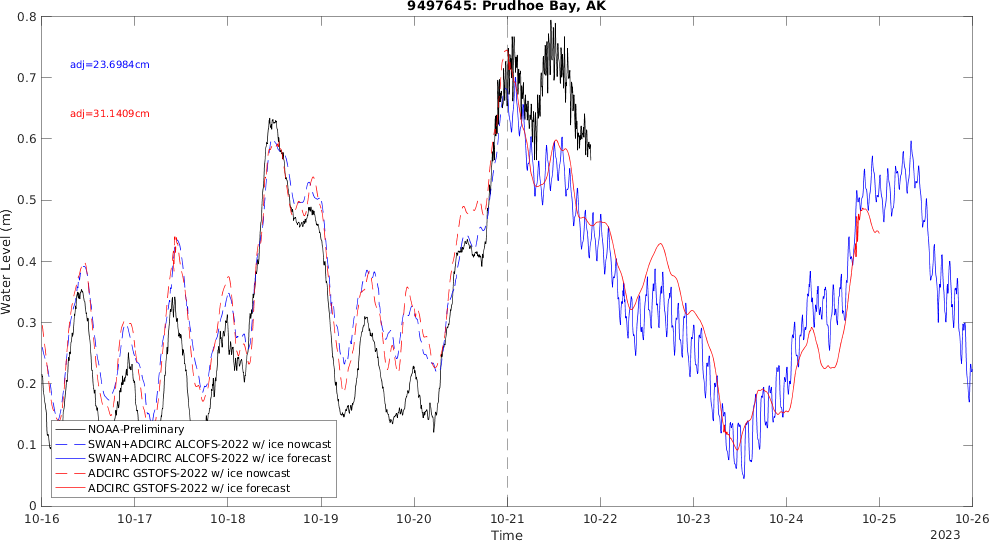 9497645: Prudhoe Bay, AK
0.8
0.7
0.6
0.5
0.4
0.3
0.2
0.1
0
Water Level (m)
adj=23.6984cm
adj=31.1409cm
NOAA-Preliminary
SWAN+ADCIRC ALCOFS-2022 w/ ice nowcast
SWAN+ADCIRC ALCOFS-2022 w/ ice forecast
ADCIRC GSTOFS-2022 w/ ice nowcast
ADCIRC GSTOFS-2022 w/ ice forecast
10-16 10-17 10-18 10-19 10-20 10-21 10-22 10-23 10-24 10-25 10-26
Time
2023